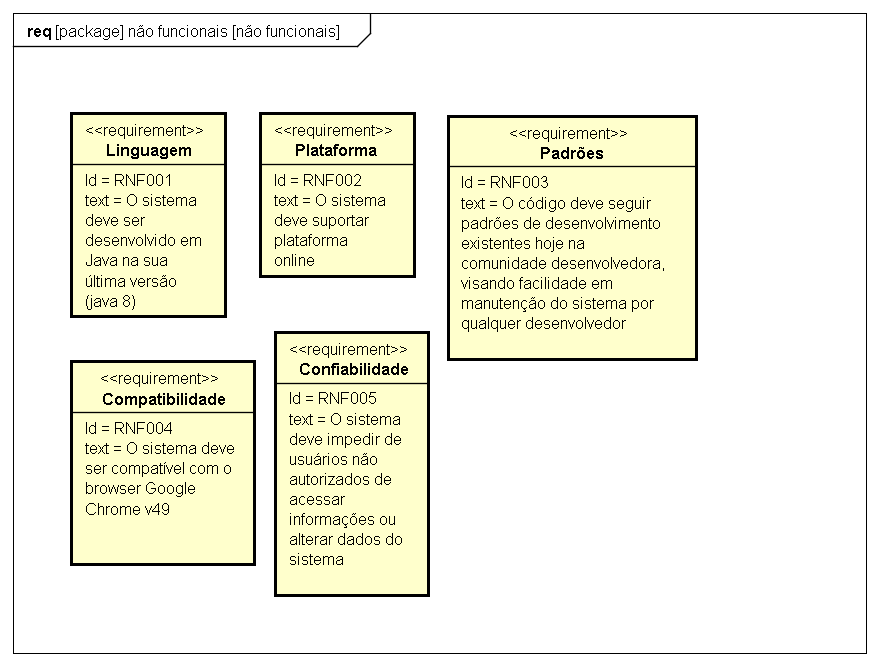 req [package] não funcionais [não funcionais]
<<requirement>>
Linguagem
Id = RNF001
text = O sistema
deve ser
desenvolvido em
Java na sua
última versão
(java 8)
<<requirement>>
Plataforma
Id = RNF002
text = O sistema
deve suportar
plataforma
online
<<requirement>>
Padrões
Id = RNF003
text = O código deve seguir
padrões de desenvolvimento
existentes hoje na
comunidade desenvolvedora,
visando facilidade em
manutenção do sistema por
qualquer desenvolvedor
<<requirement>>
Compatibilidade
Id = RNF004
text = O sistema deve
ser compatível com o
browser Google
Chrome v49
<<requirement>>
Confiabilidade
Id = RNF005
text = O sistema
deve impedir de
usuários não
autorizados de
acessar
informações ou
alterar dados do
sistema